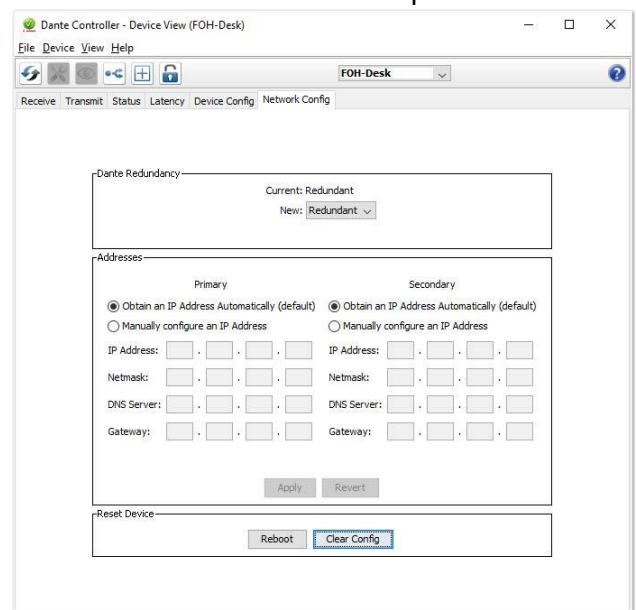 Dante Controller - Device View (FOH-Desk)
File Device View Help
FOH-Desk
Receive Transmit Status Latency Device Config Network Config
Dante Redundancy
Current: Redundant
New: Redundant
Addresses
Primary Secondary
Obtain an IP Address Automatically (default) Obtain an IP Address Automatically (default)
Manually configure an IP Address Manually configure an IP Address
IP Address: . . . IP Address: . . .
Netmask: . . . Netmask: . . .
DNS Server: . . . DNS Server: . . .
Gateway: . . . Gateway: . . .
Apply Revert
Reset Device
Reboot Clear Config